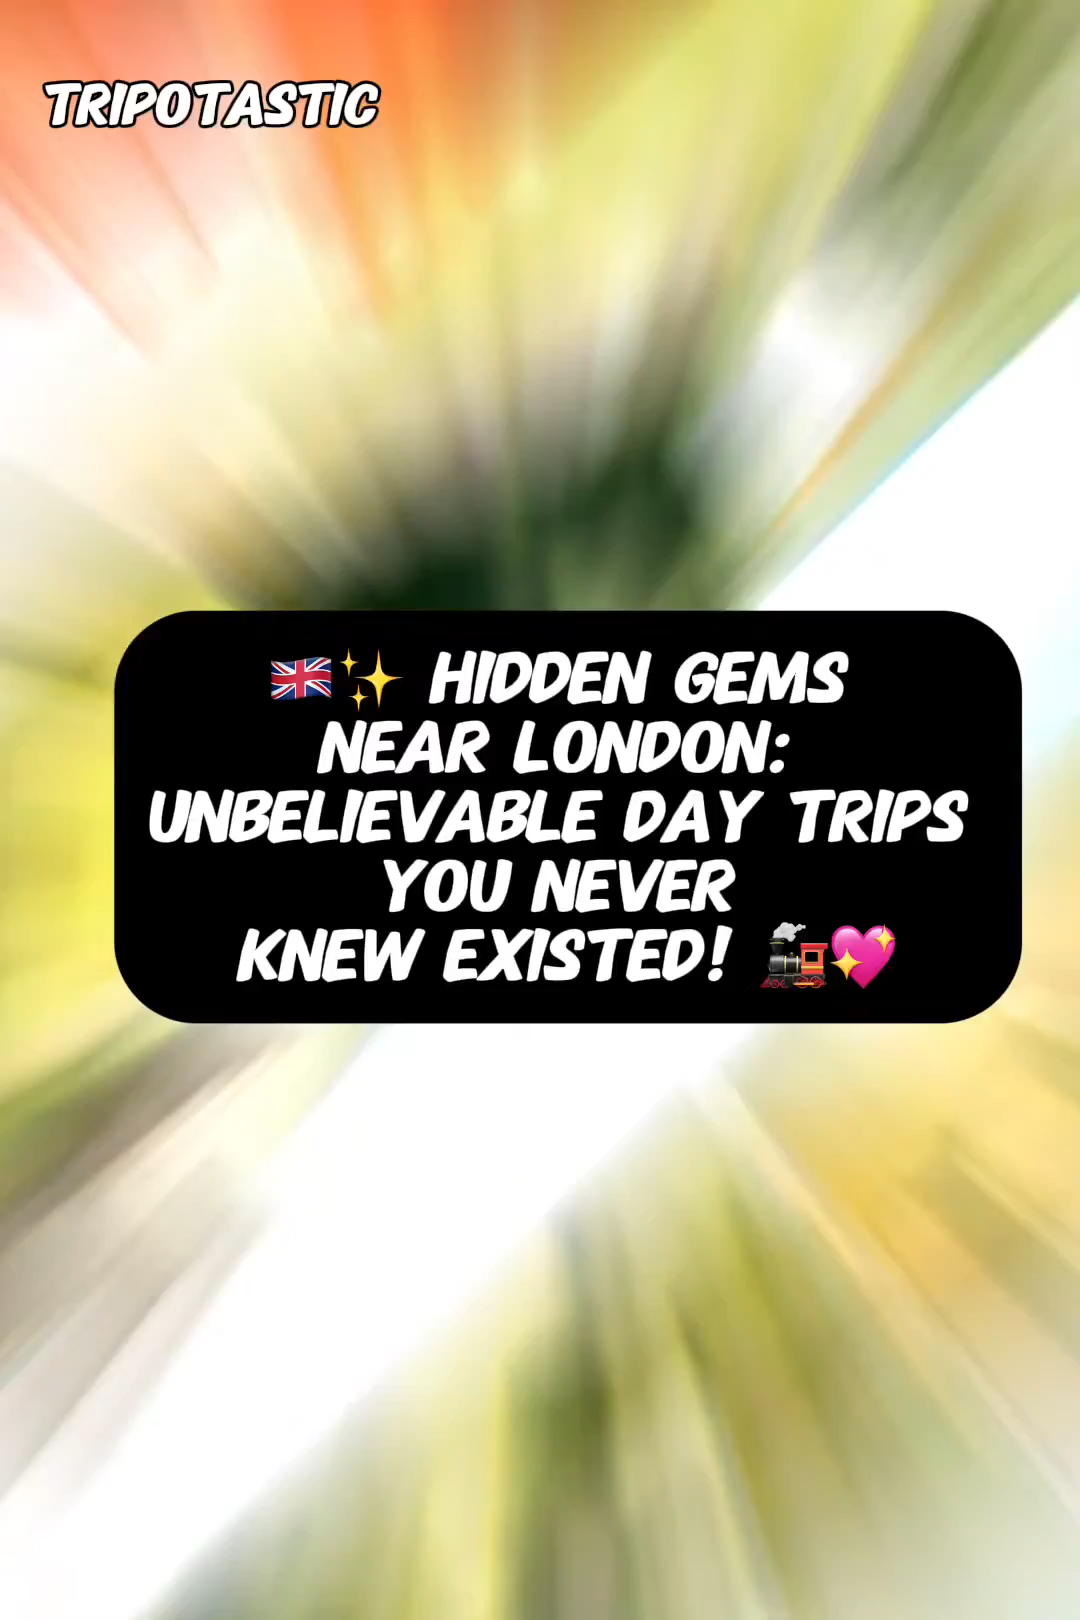 TRIPOTASTIC
🇬🇧✨ HIDDEN GEMS
NEAR LONDON:
UNBELIEVABLE DAY TRIPS
YOU NEVER
KNEW EXISTED! 🚂💖